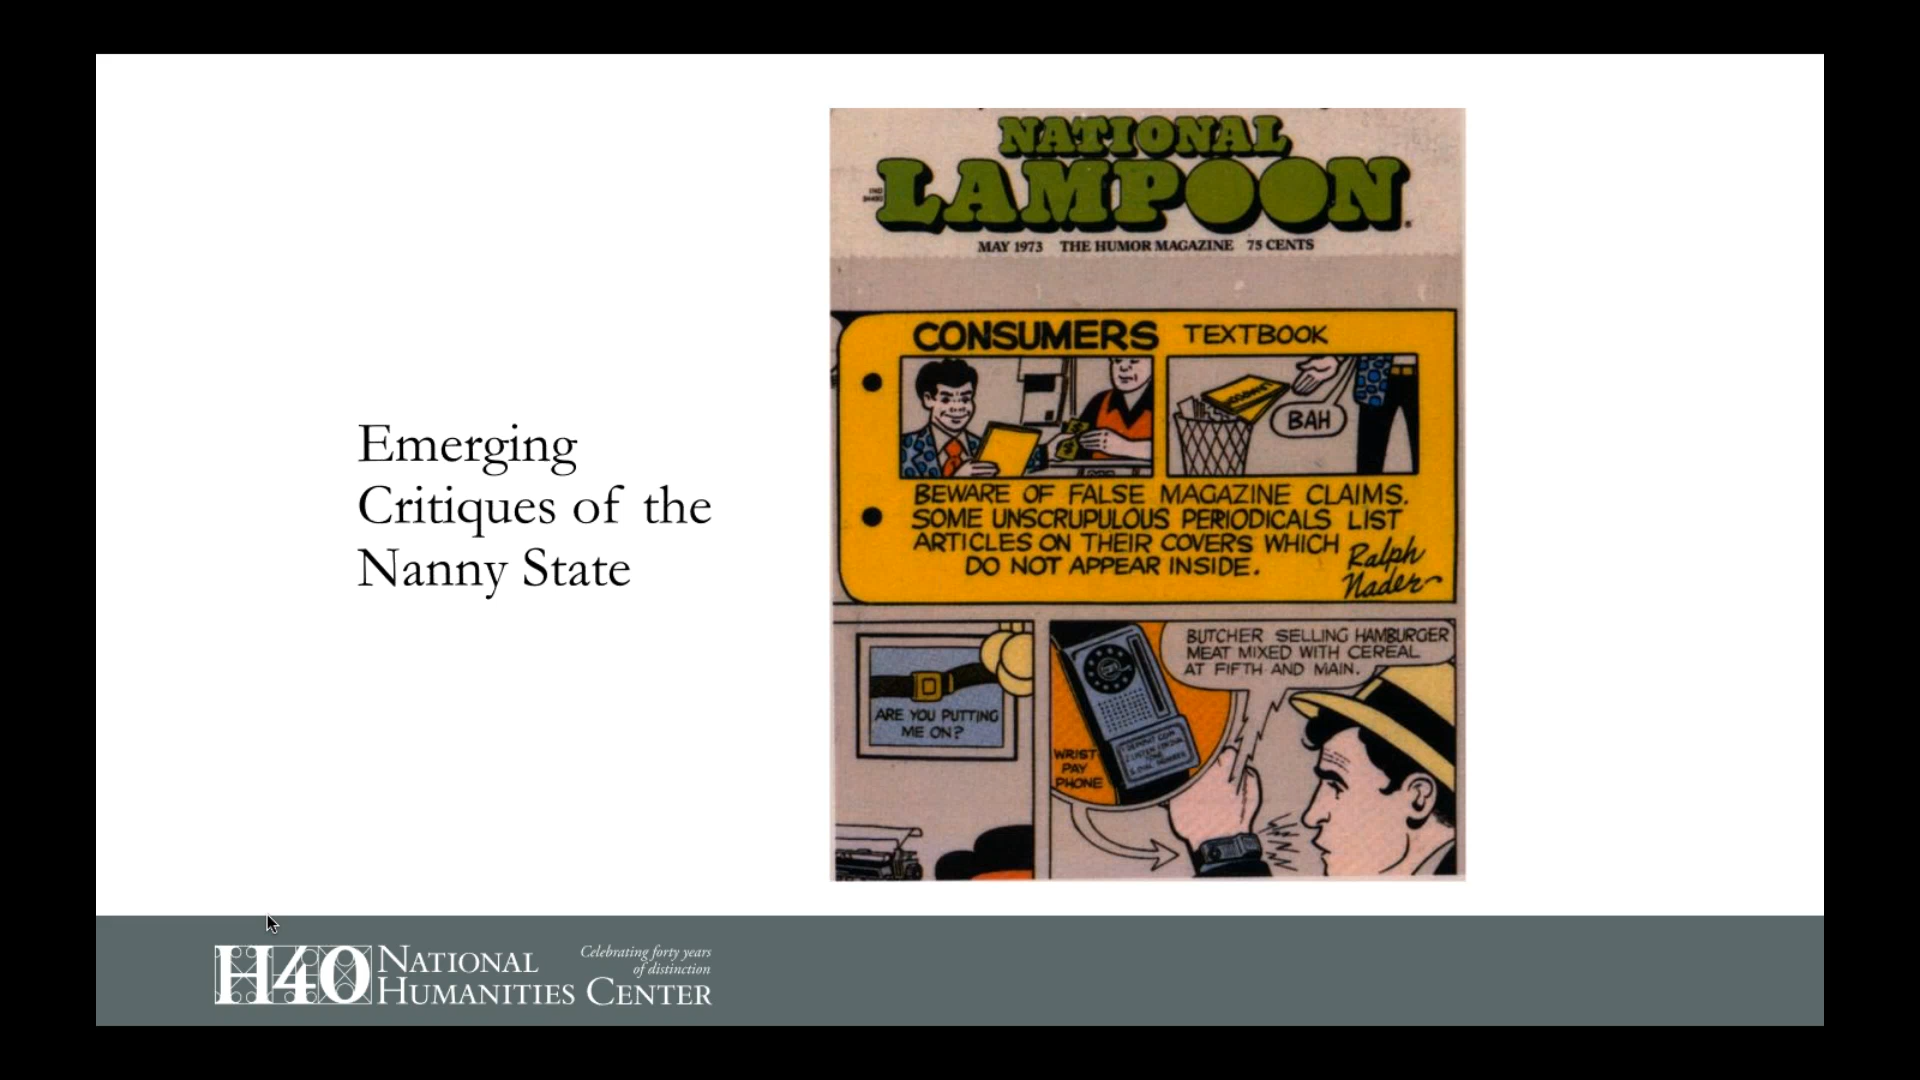 Emerging
Critiques of the
Nanny State
NATIONAL
LAMPOON
MAY 1973 THE HUMOR MAGAZINE 75 CENTS
CONSUMERS TEXTBOOK
BAH
BEWARE OF FALSE MAGAZINE CLAIMS.
SOME UNSCRUPULOUS PERIODICALS LIST
ARTICLES ON THEIR COVERS WHICH
DO NOT APPEAR INSIDE.
Ralph
Nader
ARE YOU PUTTING
ME ON?
BUTCHER SELLING HAMBURGER
MEAT MIXED WITH CEREAL
AT FIFTH AND MAIN.
WRIST
PAY
PHONE
H40 NATIONAL
HUMANITIES CENTER
Celebrating forty years
of distinction